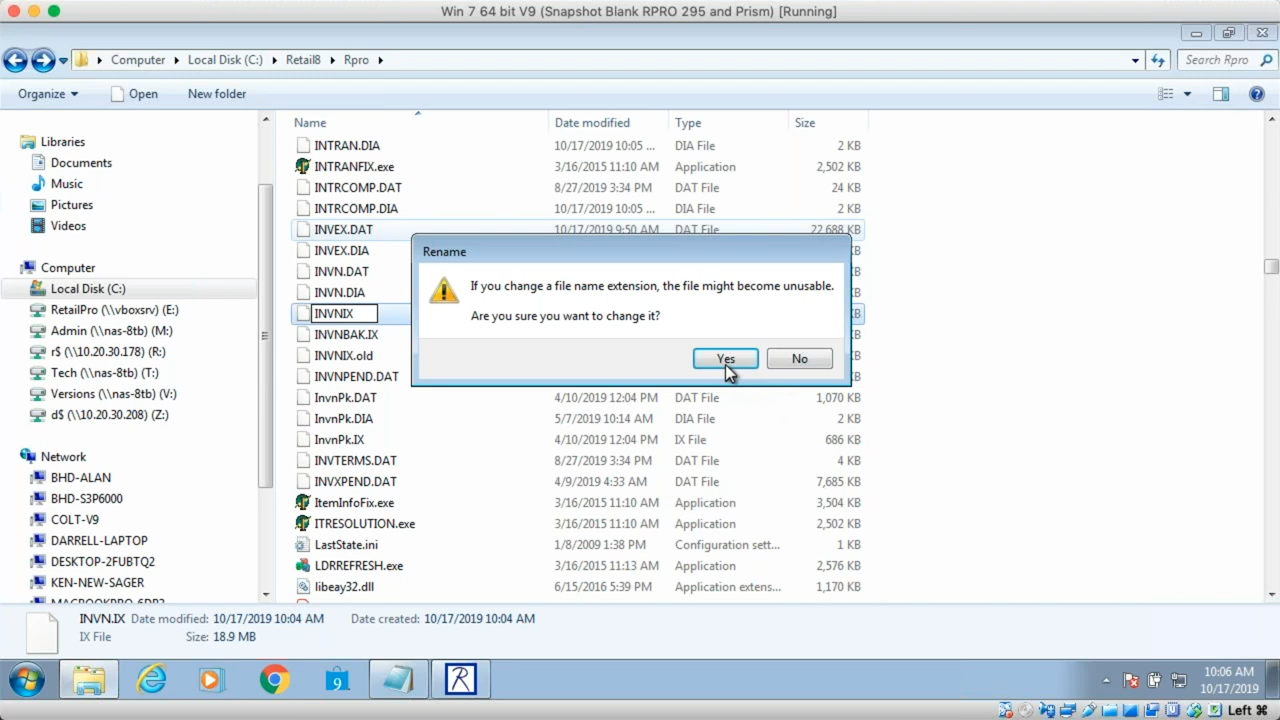 Win 7 64 bit V9 (Snapshot Blank RPRO 295 and Prism) [Running]
Computer Local Disk (C:) Retail8 Rpro
Search Rpro
Organize Open New folder
Name Date modified Type Size
Libraries
Documents
Music
Pictures
Videos
Computer
Local Disk (C:)
RetailPro (\\vboxsrv) (E:)
Admin (\\nas-8tb) (M:)
r$ (\\10.20.30.178) (R:)
Tech (\\nas-8tb) (T:)
Versions (\\nas-8tb) (V:)
d$ (\\10.20.30.208) (Z:)
Network
BHD-ALAN
BHD-S3P6000
COLT-V9
DARRELL-LAPTOP
DESKTOP-2FUBTQ2
KEN-NEW-SAGER
INTRAN.DIA 10/17/2019 10:05 ... DIA File 2 KB
INTRANFIX.exe 3/16/2015 11:10 AM Application 2,502 KB
INTRCOMP.DAT 8/27/2019 3:34 PM DAT File 24 KB
INTRCOMP.DIA 10/17/2019 10:05 ... DIA File 2 KB
INVEX.DAT 10/17/2019 9:50 AM DAT File 22,688 KB
INVEX.DIA KB
INVN.DAT KB
INVN.DIA KB
INVNIX KB
INVNBAK.IX KB
INVNIX.old KB
INVNPEND.DAT KB
InvnPk.DAT 4/10/2019 12:04 PM DAT File 1,070 KB
InvnPk.DIA 5/7/2019 10:14 AM DIA File 2 KB
InvnPk.IX 4/10/2019 12:04 PM IX File 686 KB
INVTERMS.DAT 8/27/2019 3:34 PM DAT File 4 KB
INVXPEND.DAT 4/9/2019 4:33 AM DAT File 7,685 KB
ItemInfoFix.exe 3/16/2015 11:10 AM Application 3,504 KB
ITRESOLUTION.exe 3/16/2015 11:10 AM Application 2,502 KB
LastState.ini 1/8/2009 1:38 PM Configuration sett... 1 KB
LDRREFRESH.exe 3/16/2015 11:13 AM Application 2,576 KB
libeay32.dll 6/15/2016 5:39 PM Application extens... 1,170 KB
Rename
If you change a file name extension, the file might become unusable.
Are you sure you want to change it?
Yes No
INVN.IX Date modified: 10/17/2019 10:04 AM Date created: 10/17/2019 10:04 AM
IX File Size: 18.9 MB
9
R
10:06 AM
10/17/2019
Left ⌘